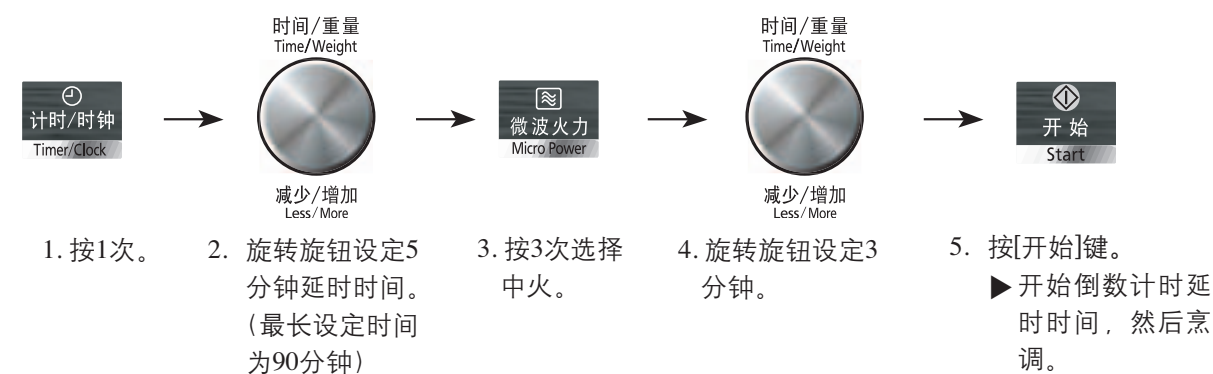 时间/重量
Time/Weight
减少/增加
Less/More
时间/重量
Time/Weight
减少/增加
Less/More
计时/时钟
Timer/Clock
微波火力
Micro Power
开 始
Start
1. 按1次。
2. 旋转旋钮设定5
分钟延时时间。
(最长设定时间
为90分钟)
3. 按3次选择
中火。
4. 旋转旋钮设定3
分钟。
5. 按[开始]键。
▶开始倒数计时延
时时间，然后烹
调。